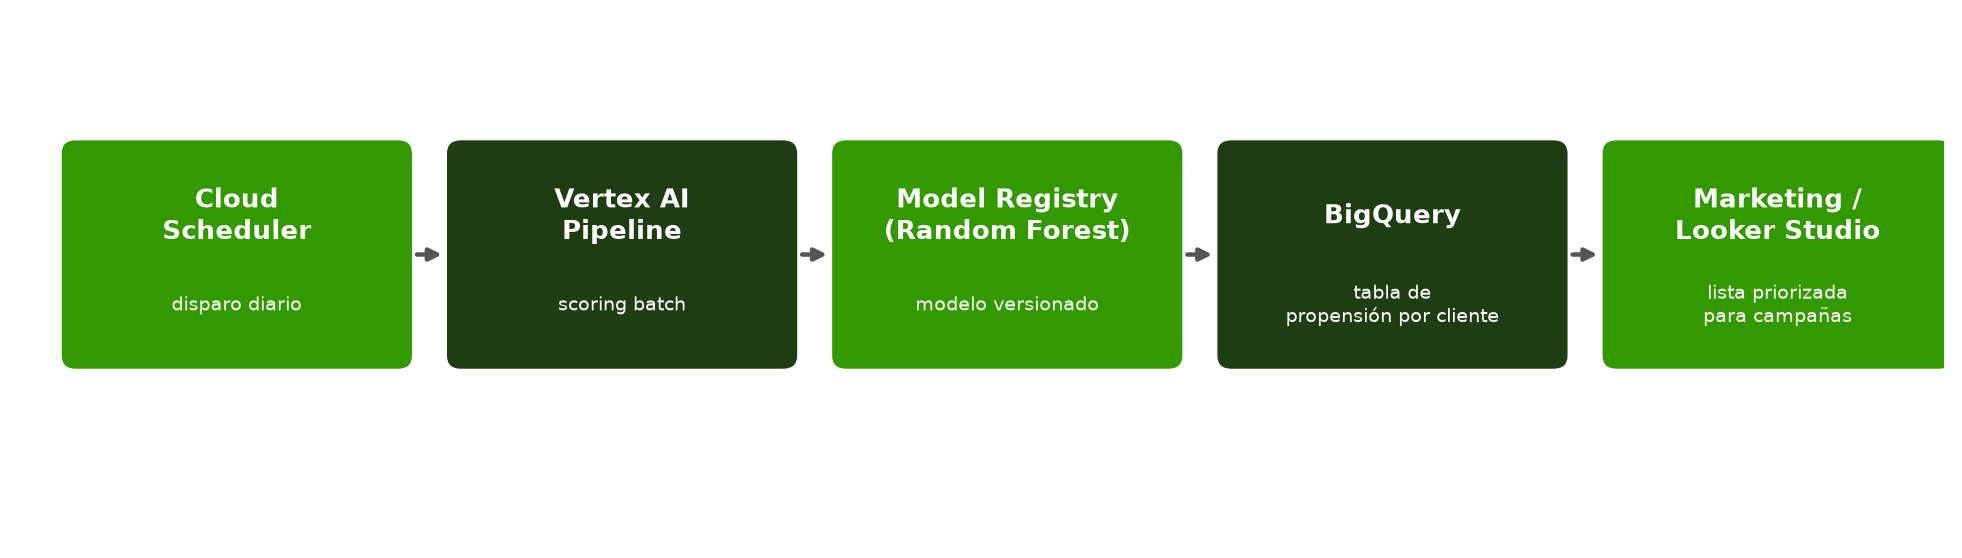 Cloud
Scheduler
disparo diario
Vertex AI
Pipeline
scoring batch
Model Registry
(Random Forest)
modelo versionado
BigQuery
tabla de
propensión por cliente
Marketing /
Looker Studio
lista priorizada
para campañas